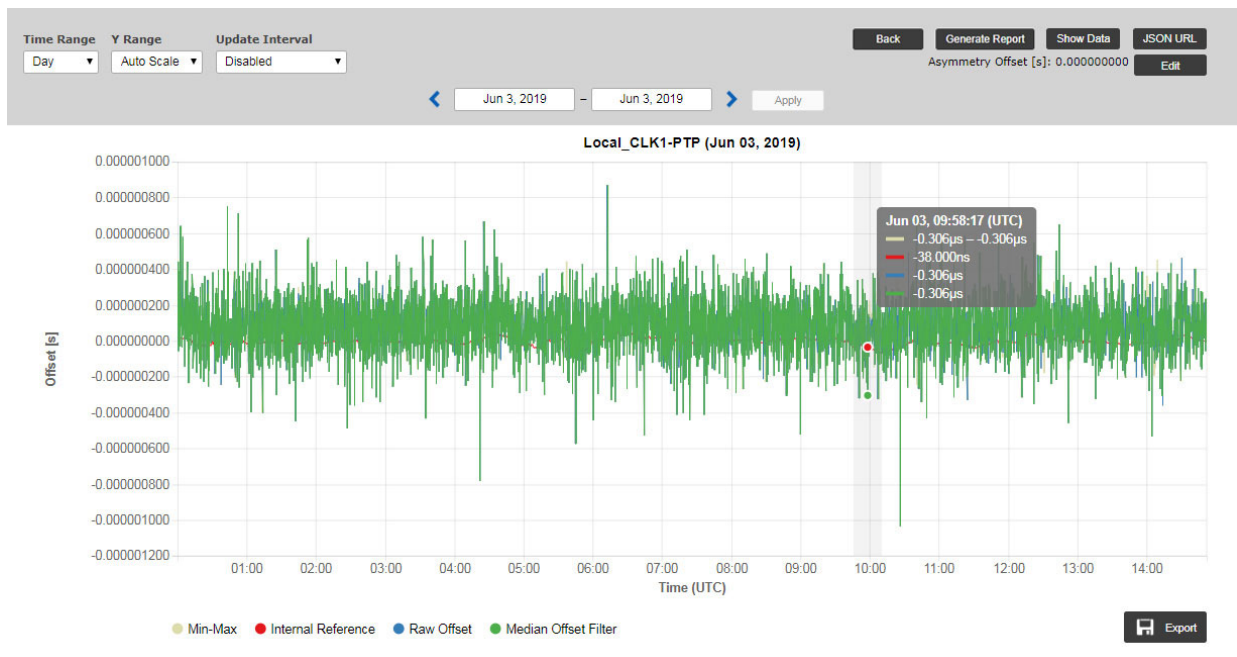 Time Range Y Range Update Interval
Day Auto Scale Disabled
Back Generate Report Show Data JSON URL
Asymmetry Offset [s]: 0.000000000 Edit
Jun 3, 2019 – Jun 3, 2019 Apply
Local_CLK1-PTP (Jun 03, 2019)
0.000001000
0.000000800
0.000000600
0.000000400
0.000000200
0.000000000
-0.000000200
-0.000000400
-0.000000600
-0.000000800
-0.000001000
-0.000001200
Offset [s]
Jun 03, 09:58:17 (UTC)
-0.306µs – -0.306µs
-38.000ns
-0.306µs
-0.306µs
01:00 02:00 03:00 04:00 05:00 06:00 07:00 08:00 09:00 10:00 11:00 12:00 13:00 14:00
Time (UTC)
Min-Max Internal Reference Raw Offset Median Offset Filter
Export